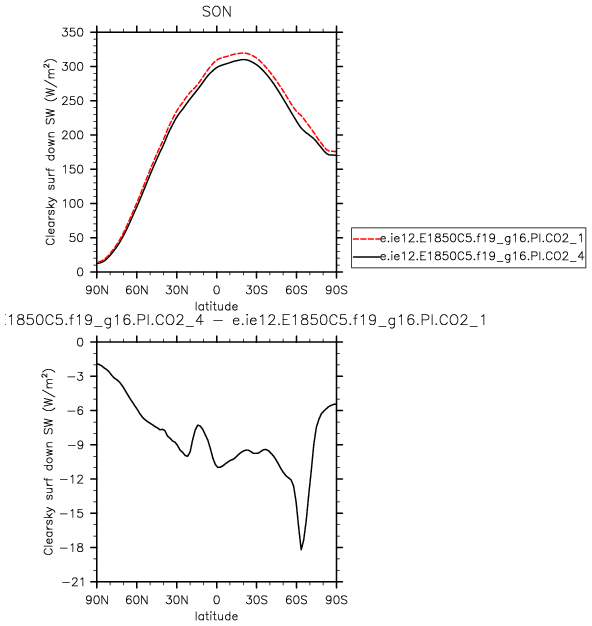 SON
350
300
250
200
150
100
50
0
Clearsky surf down SW (W/m²)
90N 60N 30N 0 30S 60S 90S
latitude
e.ie12.E1850C5.f19_g16.PI.CO2_1
e.ie12.E1850C5.f19_g16.PI.CO2_4
.1850C5.f19_g16.PI.CO2_4 − e.ie12.E1850C5.f19_g16.PI.CO2_1
0
−3
−6
−9
−12
−15
−18
−21
Clearsky surf down SW (W/m²)
90N 60N 30N 0 30S 60S 90S
latitude